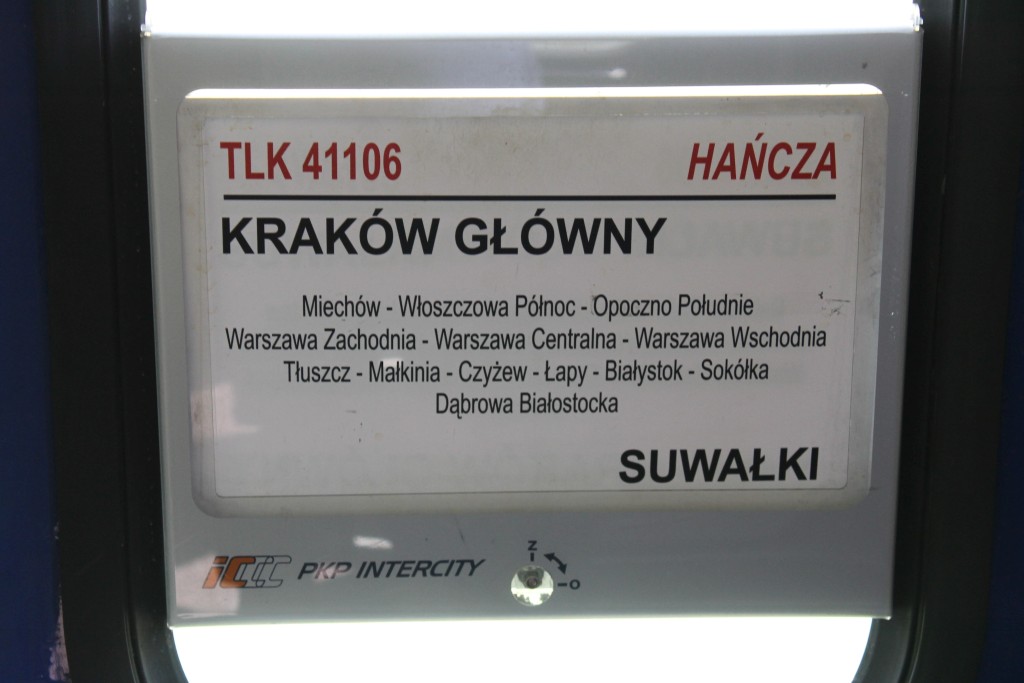 TLK 41106 HAŃCZA
KRAKÓW GŁÓWNY
Miechów - Włoszczowa Północ - Opoczno Południe
Warszawa Zachodnia - Warszawa Centralna - Warszawa Wschodnia
Tłuszcz - Małkinia - Czyżew - Łapy - Białystok - Sokółka
Dąbrowa Białostocka
SUWAŁKI
iCCC PKP INTERCITY
Z
O